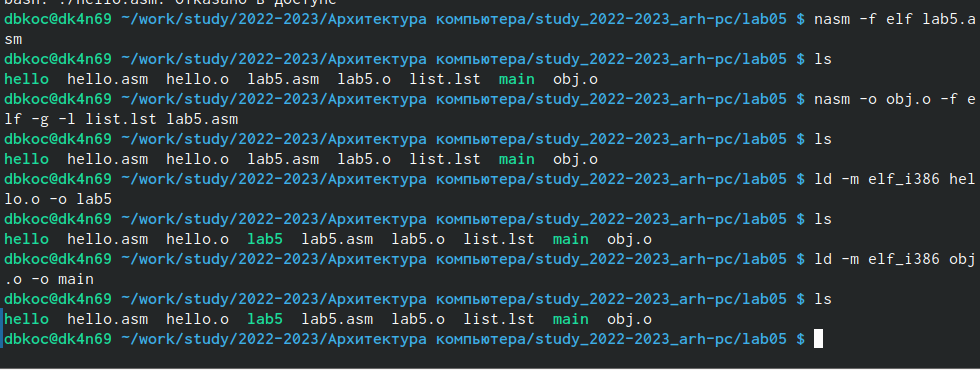 bash: ./hello.asm: Отказано в доступе
dbkoc@dk4n69 ~/work/study/2022-2023/Архитектура компьютера/study_2022-2023_arh-pc/lab05 $ nasm -f elf lab5.a
sm
dbkoc@dk4n69 ~/work/study/2022-2023/Архитектура компьютера/study_2022-2023_arh-pc/lab05 $ ls
hello  hello.asm  hello.o  lab5.asm  lab5.o  list.lst  main  obj.o
dbkoc@dk4n69 ~/work/study/2022-2023/Архитектура компьютера/study_2022-2023_arh-pc/lab05 $ nasm -o obj.o -f e
lf -g -l list.lst lab5.asm
dbkoc@dk4n69 ~/work/study/2022-2023/Архитектура компьютера/study_2022-2023_arh-pc/lab05 $ ls
hello  hello.asm  hello.o  lab5.asm  lab5.o  list.lst  main  obj.o
dbkoc@dk4n69 ~/work/study/2022-2023/Архитектура компьютера/study_2022-2023_arh-pc/lab05 $ ld -m elf_i386 hel
lo.o -o lab5
dbkoc@dk4n69 ~/work/study/2022-2023/Архитектура компьютера/study_2022-2023_arh-pc/lab05 $ ls
hello  hello.asm  hello.o  lab5  lab5.asm  lab5.o  list.lst  main  obj.o
dbkoc@dk4n69 ~/work/study/2022-2023/Архитектура компьютера/study_2022-2023_arh-pc/lab05 $ ld -m elf_i386 obj
.o -o main
dbkoc@dk4n69 ~/work/study/2022-2023/Архитектура компьютера/study_2022-2023_arh-pc/lab05 $ ls
hello  hello.asm  hello.o  lab5  lab5.asm  lab5.o  list.lst  main  obj.o
dbkoc@dk4n69 ~/work/study/2022-2023/Архитектура компьютера/study_2022-2023_arh-pc/lab05 $